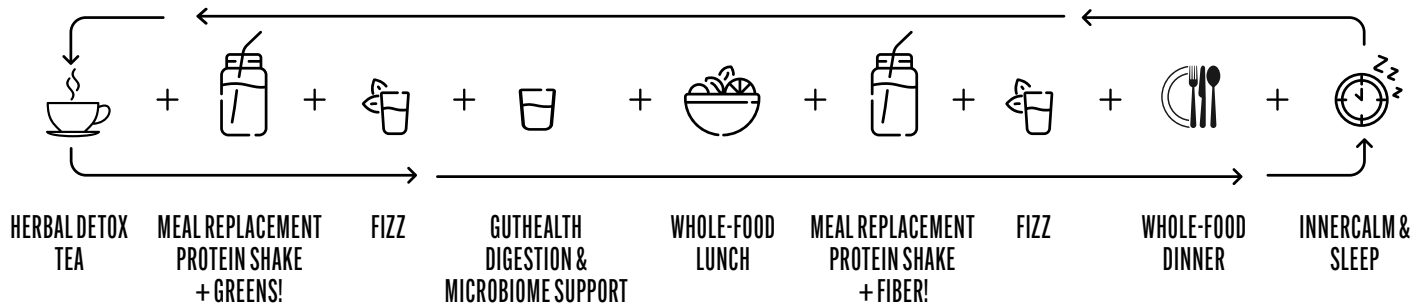 Z Z Z
HERBAL DETOX
TEA
MEAL REPLACEMENT
PROTEIN SHAKE
+ GREENS!
FIZZ
GUTHEALTH
DIGESTION &
MICROBIOME SUPPORT
WHOLE-FOOD
LUNCH
MEAL REPLACEMENT
PROTEIN SHAKE
+ FIBER!
FIZZ
WHOLE-FOOD
DINNER
INNERCALM &
SLEEP